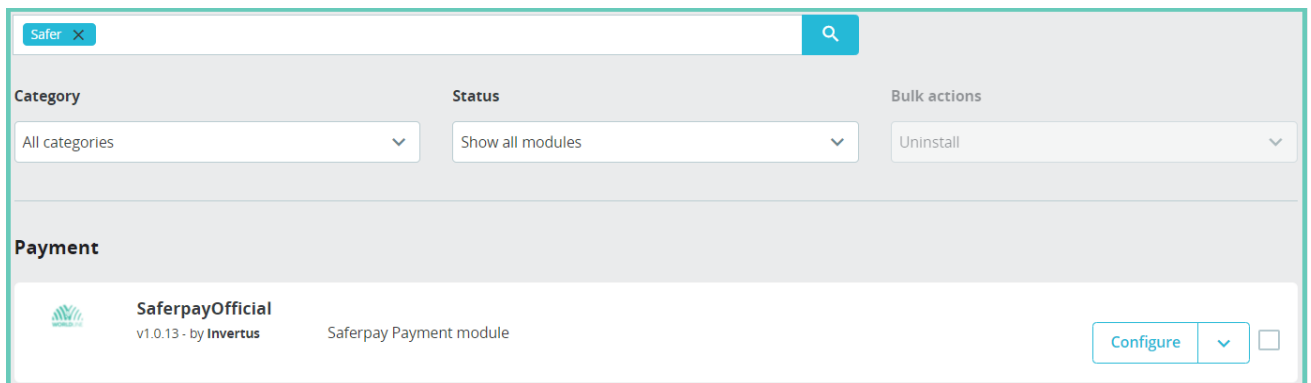 Safer
Category Status Bulk actions
All categories Show all modules Uninstall
Payment
SaferpayOfficial
v1.0.13 - by Invertus Saferpay Payment module
Configure